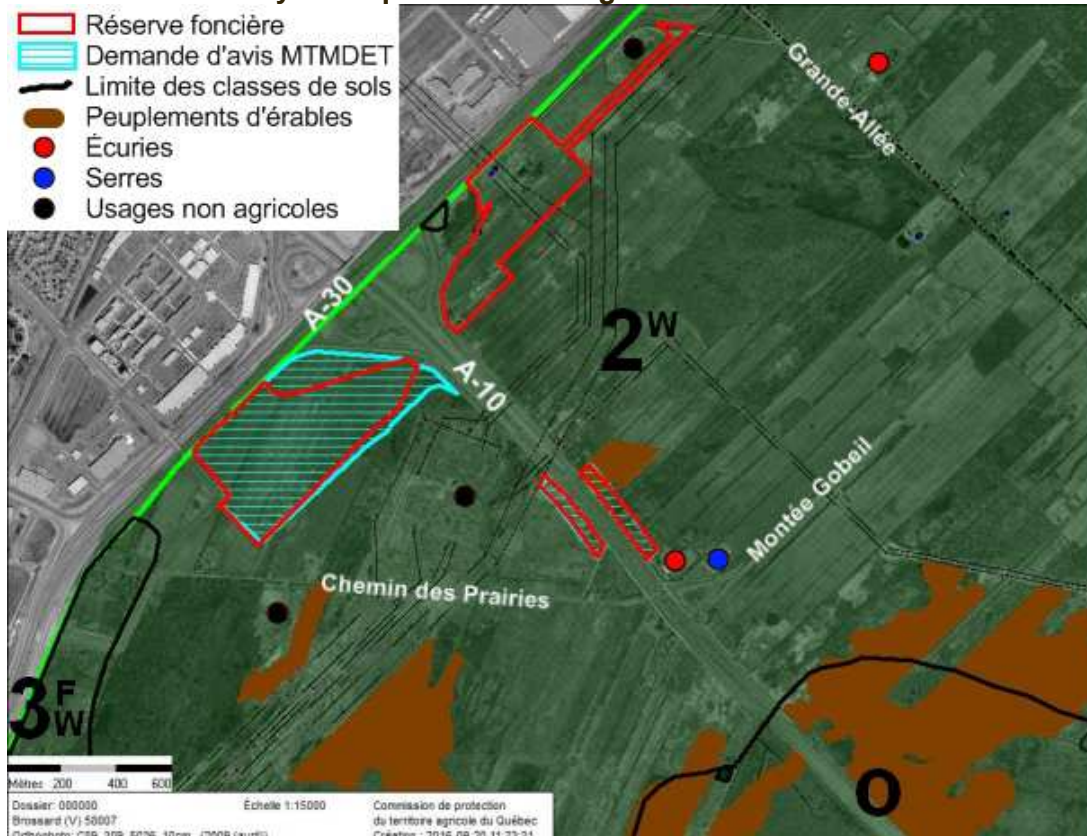 Réserve foncière
Demande d'avis MTMDET
Limite des classes de sols
Peuplements d'érables
Écuries
Serres
Usages non agricoles
Grande-Allée
A-30
2 W
A-10
Montée Gobeil
Chemin des Prairies
3 F W
O
Mètres 200 400 600
Dossier: 000000
Brossard (V) 58007
Échelle 1:15000
Commission de protection
du territoire agricole du Québec